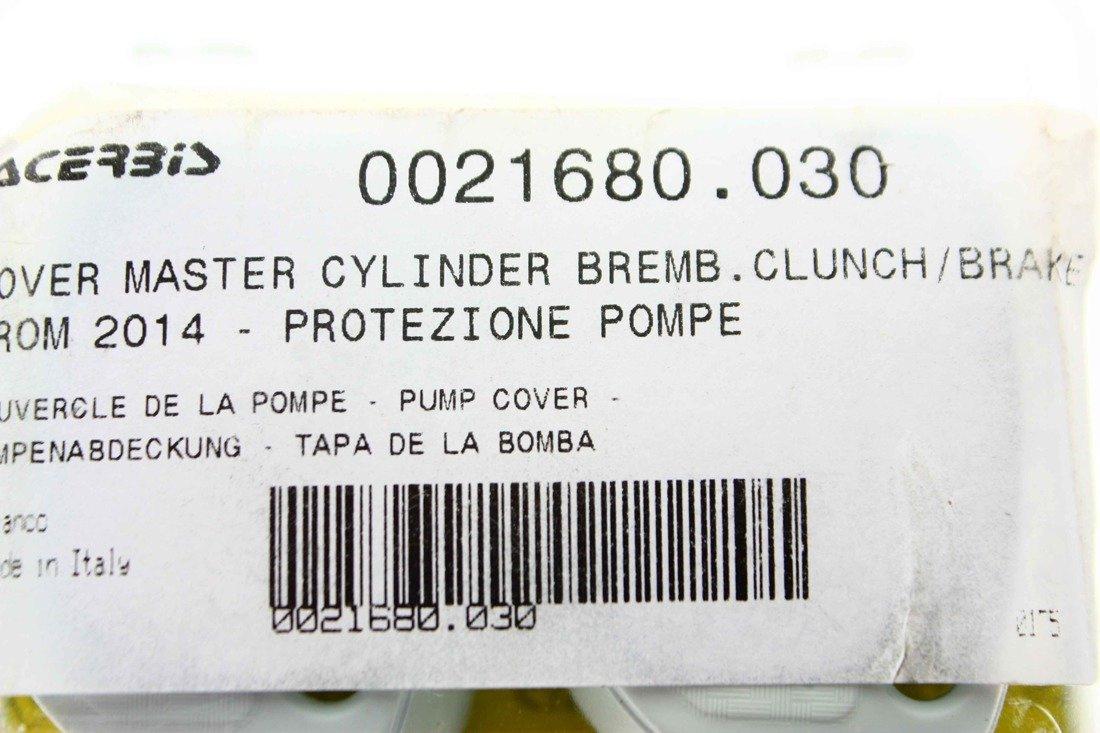 ACERBIS
0021680.030
OVER MASTER CYLINDER BREMB.CLUNCH/BRAKE
ROM 2014 - PROTEZIONE POMPE
UVERCLE DE LA POMPE - PUMP COVER -
MPENABDECKUNG - TAPA DE LA BOMBA
anco
de in Italy
0021680.030
0175